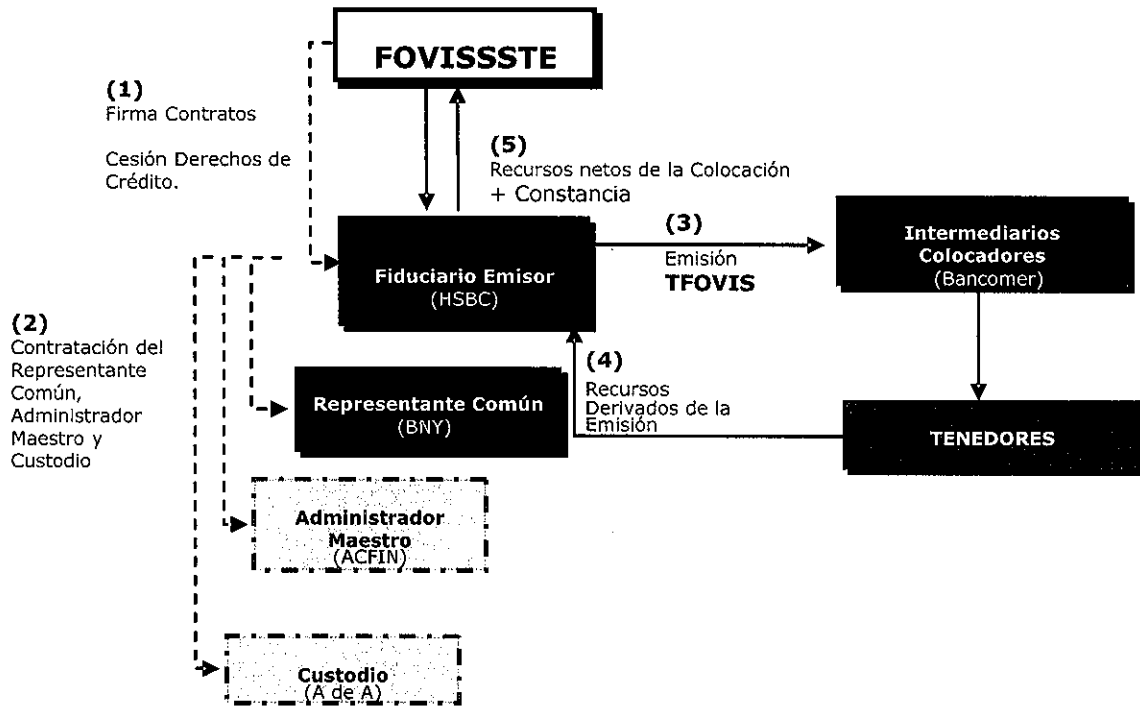 FOVISSSTE
(1)
Firma Contratos
Cesión Derechos de
Crédito.
(5)
Recursos netos de la Colocación
+ Constancia
(3)
Emisión
TFOVIS
Intermediarios
Colocadores
(Bancomer)
Fiduciario Emisor
(HSBC)
(2)
Contratación del
Representante
Común,
Administrador
Maestro y
Custodio
(4)
Recursos
Derivados de la
Emisión
Representante Común
(BNY)
TENEDORES
Administrador
Maestro
(ACFIN)
Custodio
(A de A)